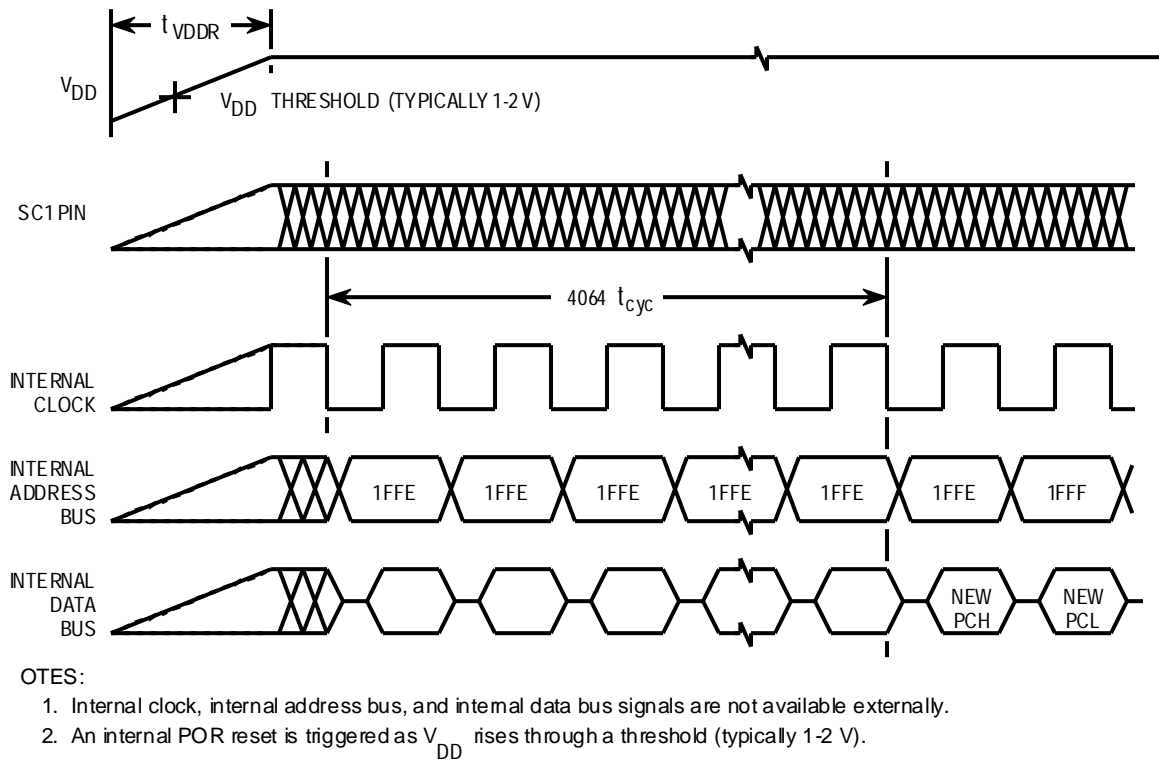 t VDDR
VDD
VDD THRESHOLD (TYPICALLY 1-2 V)
SC1 PIN
4064 tcyc
INTERNAL
CLOCK
INTERNAL
ADDRESS
BUS
1FFE 1FFE 1FFE 1FFE 1FFE 1FFE 1FFF
INTERNAL
DATA
BUS
NEW
PCH
NEW
PCL
OTES:
1. Internal clock, internal address bus, and internal data bus signals are not available externally.
2. An internal POR reset is triggered as VDD rises through a threshold (typically 1-2 V).